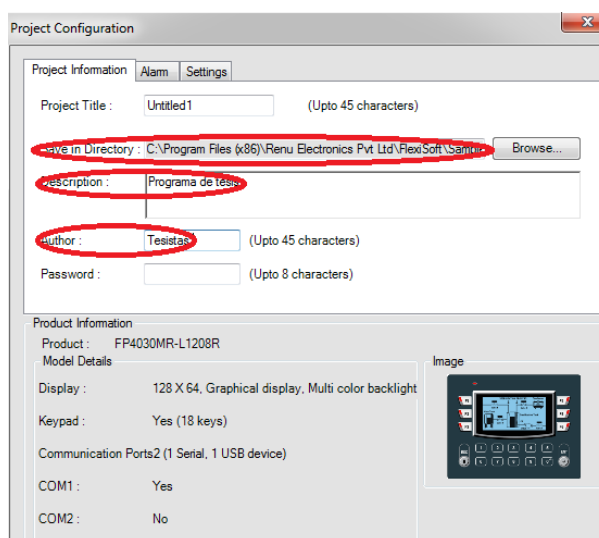 Project Configuration
Project Information Alarm Settings
Project Title : Untitled1 (Upto 45 characters)
Save in Directory : C:\Program Files (x86)\Renu Electronics Pvt Ltd\FlexiSoft\Sample Browse...
Description : Programa de tesis
Author : Tesistas (Upto 45 characters)
Password : (Upto 8 characters)
Product Information
Product : FP4030MR-L1208R
Model Details Image
Display : 128 X 64, Graphical display, Multi color backlight
Keypad : Yes (18 keys)
Communication Ports2 (1 Serial, 1 USB device)
COM1 : Yes
COM2 : No